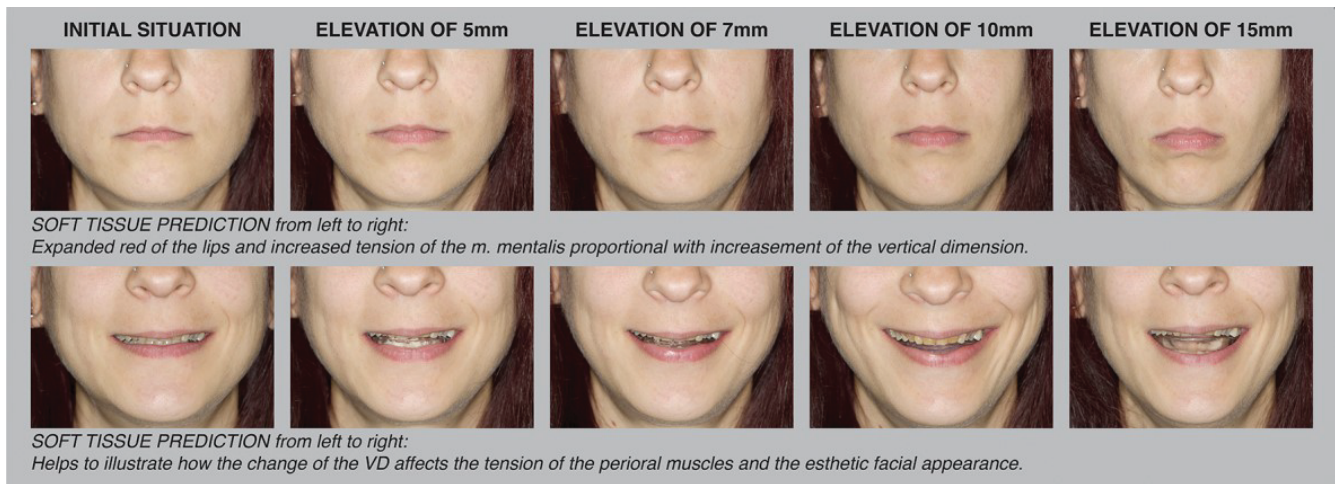 INITIAL SITUATION ELEVATION OF 5mm ELEVATION OF 7mm ELEVATION OF 10mm ELEVATION OF 15mm
SOFT TISSUE PREDICTION from left to right:
Expanded red of the lips and increased tension of the m. mentalis proportional with increasement of the vertical dimension.
SOFT TISSUE PREDICTION from left to right:
Helps to illustrate how the change of the VD affects the tension of the perioral muscles and the esthetic facial appearance.